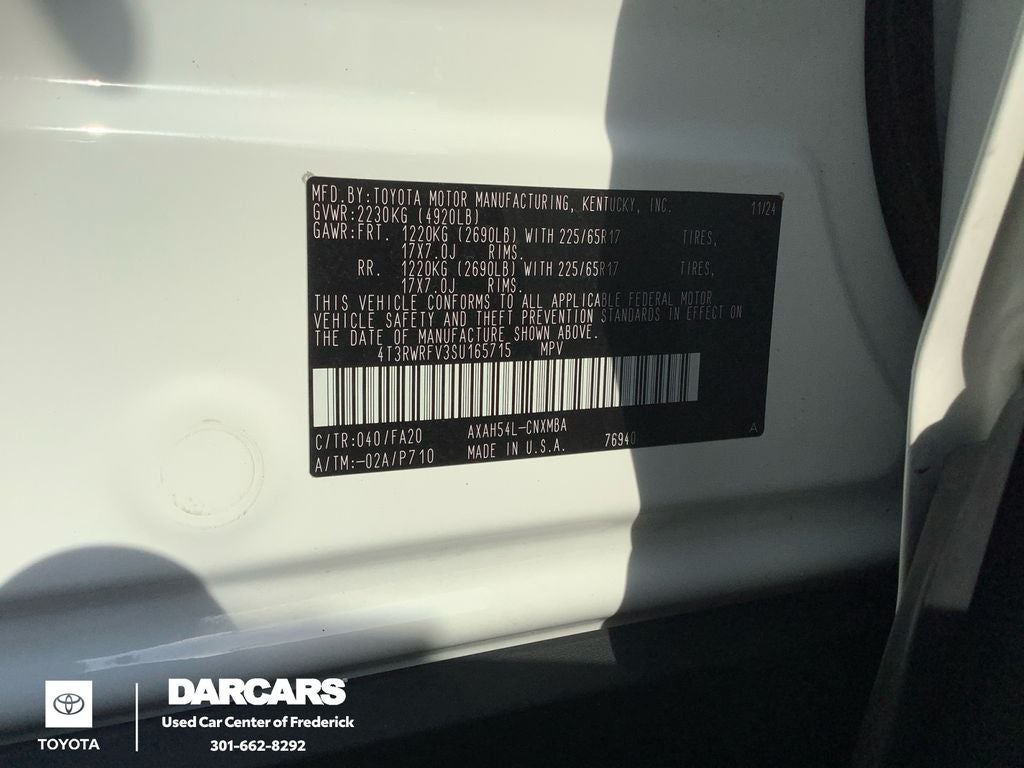 MFD.BY:TOYOTA MOTOR MANUFACTURING, KENTUCKY, INC. 11/24
GVWR:2230KG (4920LB)
GAWR:FRT. 1220KG (2690LB) WITH 225/65R17 TIRES,
17X7.0J RIMS.
RR. 1220KG (2690LB) WITH 225/65R17 TIRES,
17X7.0J RIMS.
THIS VEHICLE CONFORMS TO ALL APPLICABLE FEDERAL MOTOR
VEHICLE SAFETY AND THEFT PREVENTION STANDARDS IN EFFECT ON
THE DATE OF MANUFACTURE SHOWN ABOVE.
4T3RWRFV3SU165715 MPV
C/TR:040/FA20 AXAH54L-CNXMBA A
A/TM:-02A/P710 MADE IN U.S.A. 76940
TOYOTA
DARCARS
Used Car Center of Frederick
301-662-8292